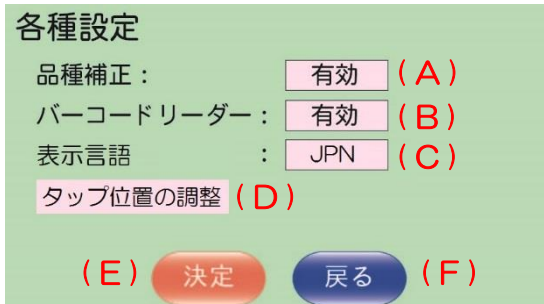 各種設定
品種補正： 有効 (A)
バーコードリーダー： 有効 (B)
表示言語 ： JPN (C)
タップ位置の調整 (D)
(E) 決定 戻る (F)